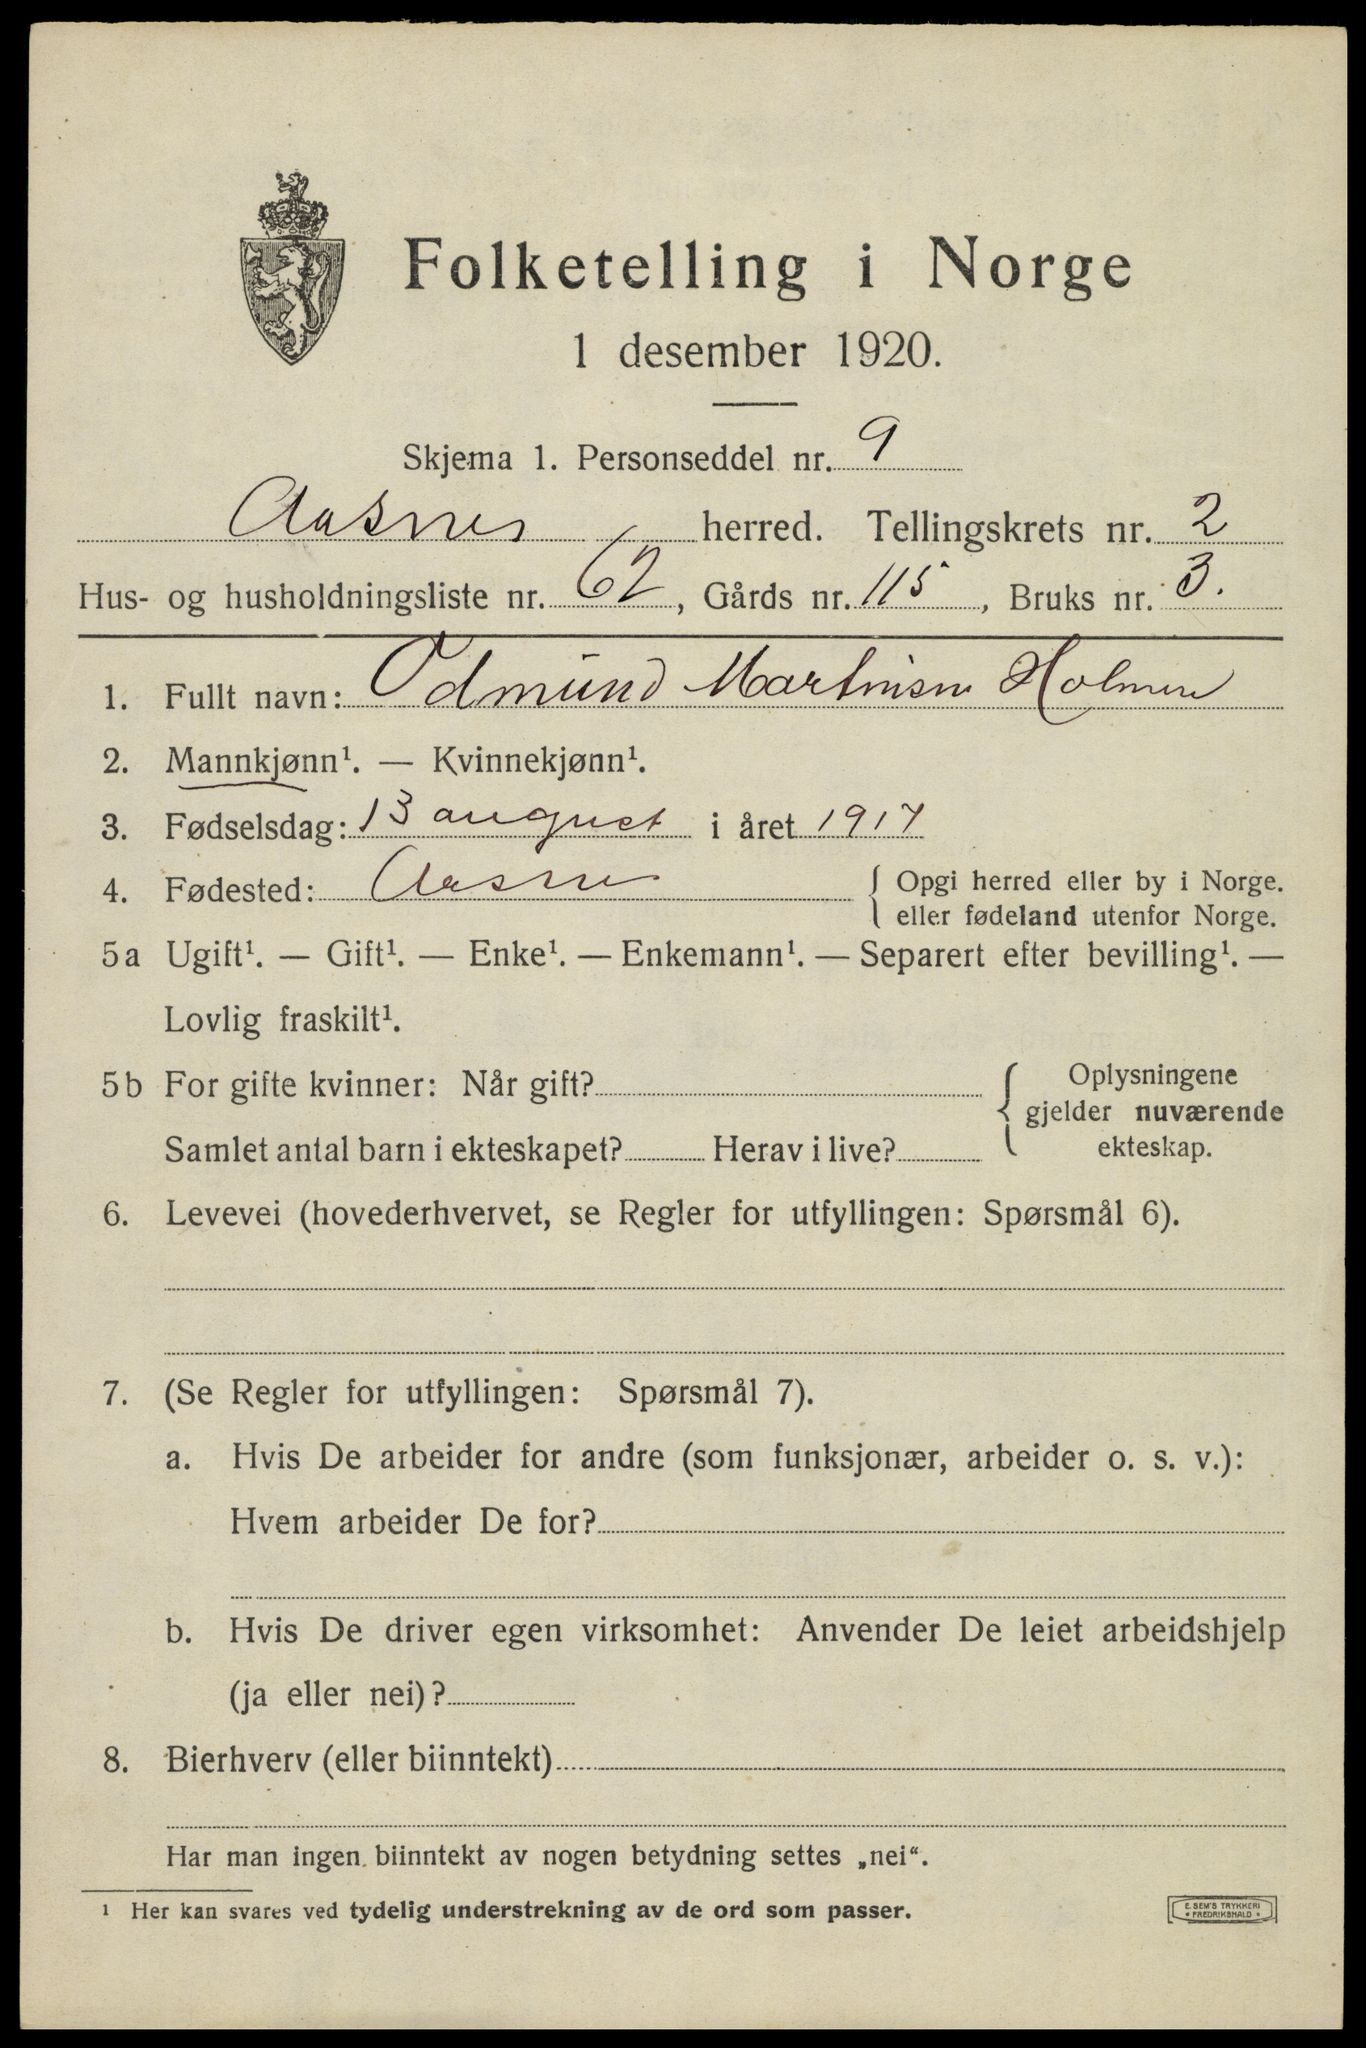 Folketelling i Norge
1 desember 1920.
Skjema 1. Personseddel nr. 9
Aasnes herred. Tellingskrets nr. 2
Hus- og husholdningsliste nr. 62, Gårds nr. 115, Bruks nr. 3.
1. Fullt navn: Odmund Martinsen Holmen
2. Mannkjønn¹. — Kvinnekjønn¹.
3. Fødselsdag: 13 august i året 1917
4. Fødested: Aasnes { Opgi herred eller by i Norge.
eller fødeland utenfor Norge.
5a Ugift¹. — Gift¹. — Enke¹. — Enkemann¹. — Separert efter bevilling¹. —
Lovlig fraskilt¹.
5b For gifte kvinner: Når gift? { Oplysningene
gjelder nuværende
Samlet antal barn i ekteskapet? Herav i live? ekteskap.
6. Levevei (hovederhvervet, se Regler for utfyllingen: Spørsmål 6).
7. (Se Regler for utfyllingen: Spørsmål 7).
a. Hvis De arbeider for andre (som funksjonær, arbeider o. s. v.):
Hvem arbeider De for?
b. Hvis De driver egen virksomhet: Anvender De leiet arbeidshjelp
(ja eller nei)?
8. Bierhverv (eller biinntekt)
Har man ingen biinntekt av nogen betydning settes „nei“.
¹ Her kan svares ved tydelig understrekning av de ord som passer.
E. SEM'S TRYKKERI
• FREDRIKSHALD •